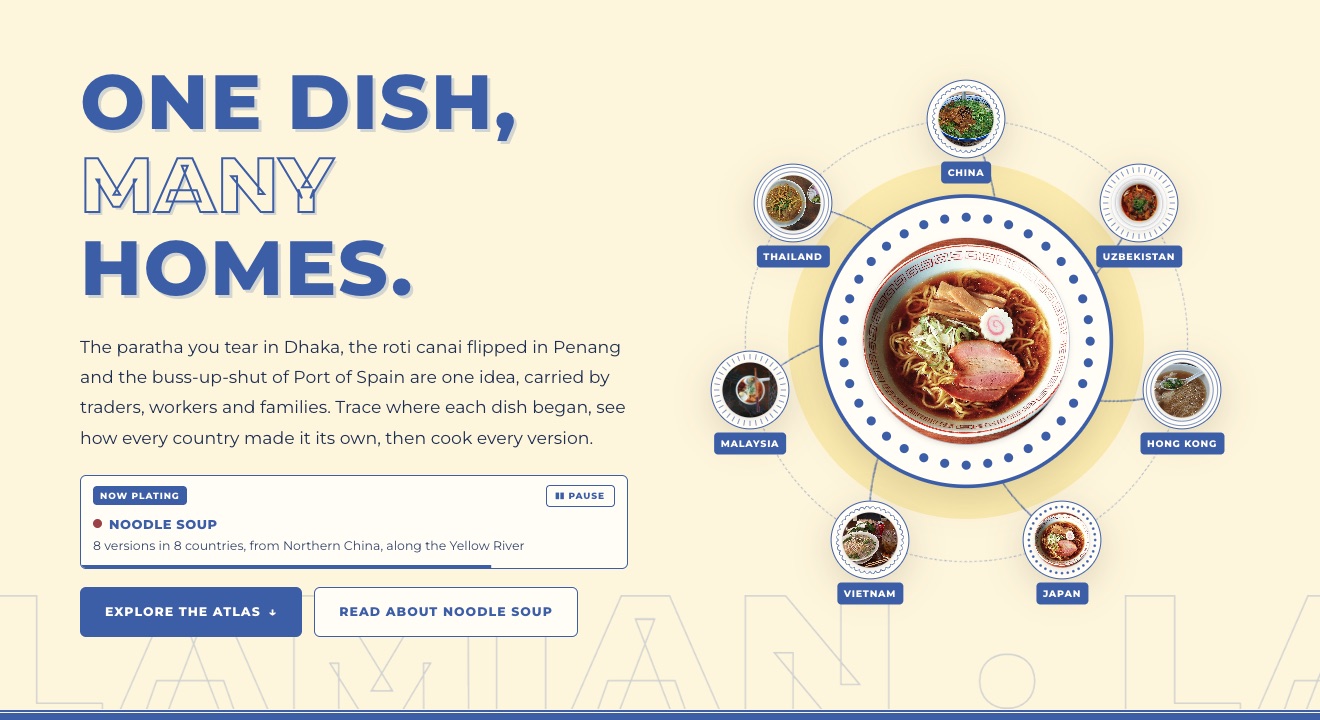 ONE DISH,
MANY
HOMES.
The paratha you tear in Dhaka, the roti canai flipped in Penang
and the buss-up-shut of Port of Spain are one idea, carried by
traders, workers and families. Trace where each dish began, see
how every country made it its own, then cook every version.
NOW PLATING
PAUSE
NOODLE SOUP
8 versions in 8 countries, from Northern China, along the Yellow River
EXPLORE THE ATLAS ↓
READ ABOUT NOODLE SOUP
CHINA
THAILAND
UZBEKISTAN
MALAYSIA
HONG KONG
VIETNAM
JAPAN
LAMIAN · LA